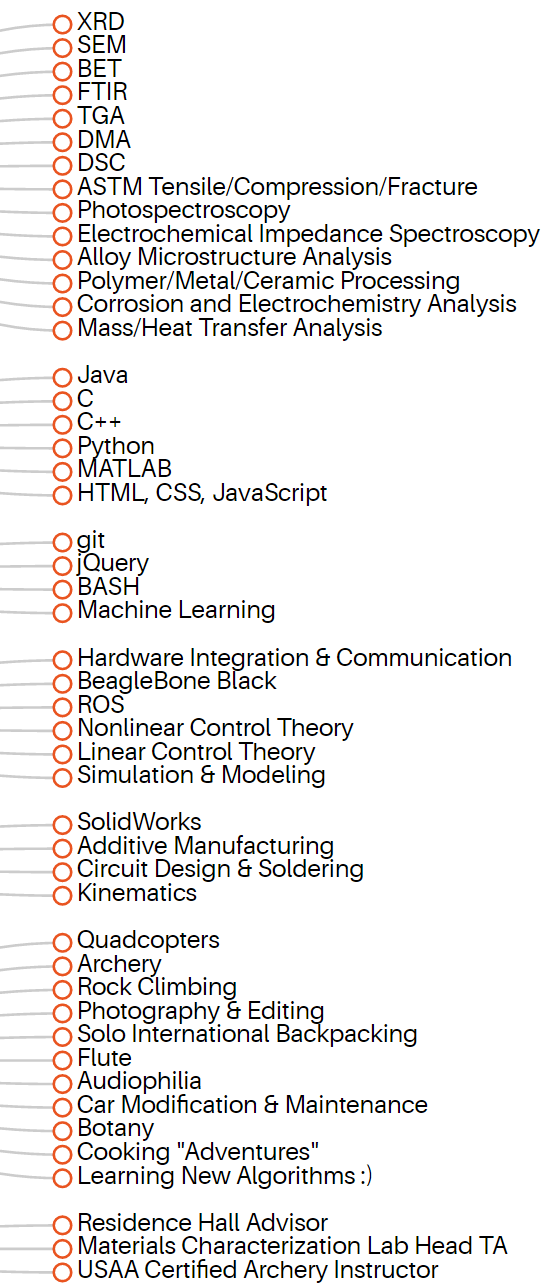 XRD
SEM
BET
FTIR
TGA
DMA
DSC
ASTM Tensile/Compression/Fracture
Photospectroscopy
Electrochemical Impedance Spectroscopy
Alloy Microstructure Analysis
Polymer/Metal/Ceramic Processing
Corrosion and Electrochemistry Analysis
Mass/Heat Transfer Analysis
Java
C
C++
Python
MATLAB
HTML, CSS, JavaScript
git
jQuery
BASH
Machine Learning
Hardware Integration & Communication
BeagleBone Black
ROS
Nonlinear Control Theory
Linear Control Theory
Simulation & Modeling
SolidWorks
Additive Manufacturing
Circuit Design & Soldering
Kinematics
Quadcopters
Archery
Rock Climbing
Photography & Editing
Solo International Backpacking
Flute
Audiophilia
Car Modification & Maintenance
Botany
Cooking "Adventures"
Learning New Algorithms :)
Residence Hall Advisor
Materials Characterization Lab Head TA
USAA Certified Archery Instructor